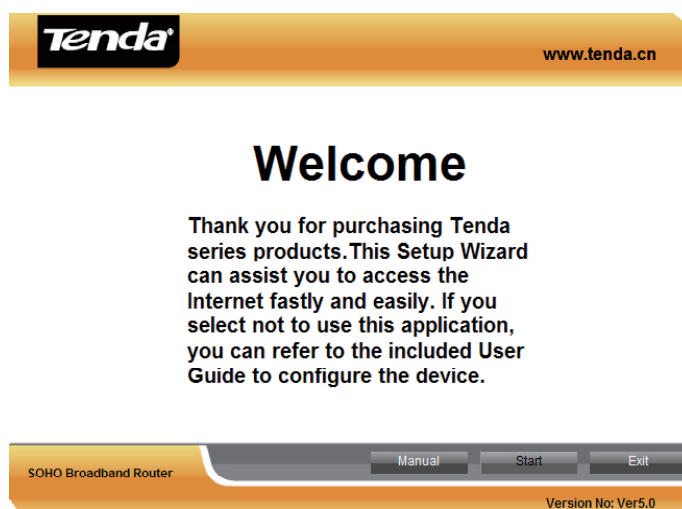 Tenda
www.tenda.cn
Welcome
Thank you for purchasing Tenda
series products.This Setup Wizard
can assist you to access the
Internet fastly and easily. If you
select not to use this application,
you can refer to the included User
Guide to configure the device.
SOHO Broadband Router
Manual
Start
Exit
Version No: Ver5.0